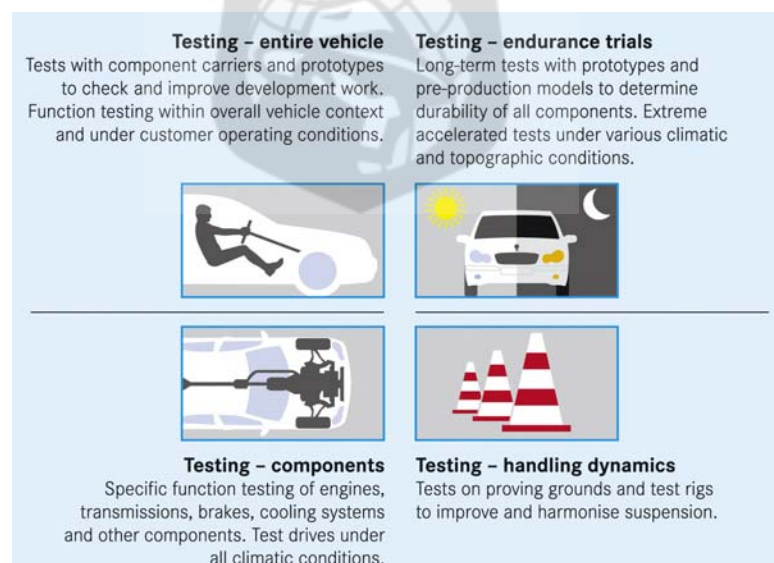 Testing – entire vehicle
Tests with component carriers and prototypes
to check and improve development work.
Function testing within overall vehicle context
and under customer operating conditions.
Testing – endurance trials
Long-term tests with prototypes and
pre-production models to determine
durability of all components. Extreme
accelerated tests under various climatic
and topographic conditions.
Testing – components
Specific function testing of engines,
transmissions, brakes, cooling systems
and other components. Test drives under
all climatic conditions.
Testing – handling dynamics
Tests on proving grounds and test rigs
to improve and harmonise suspension.